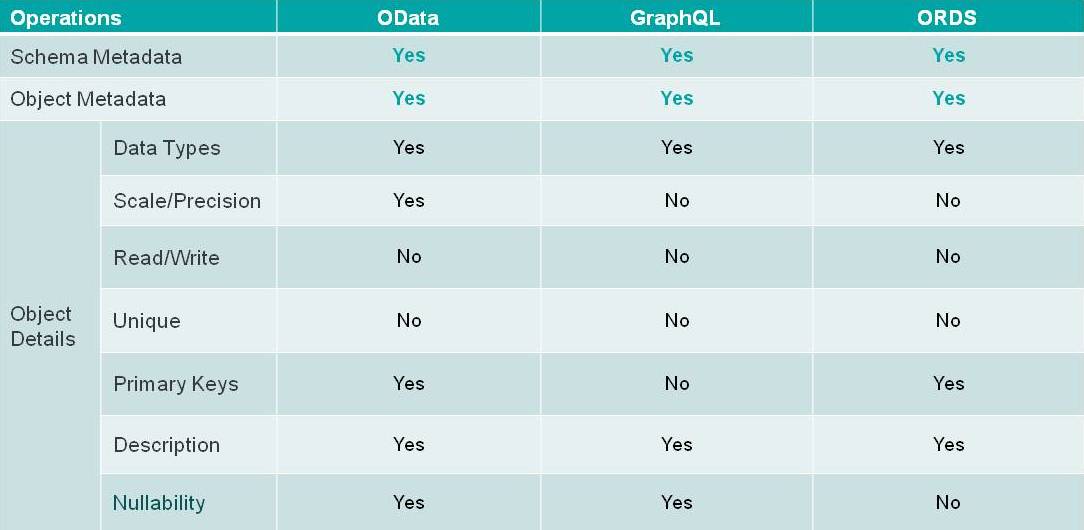 Operations OData GraphQL ORDS
Schema Metadata Yes Yes Yes
Object Metadata Yes Yes Yes
Object Details
Data Types Yes Yes Yes
Scale/Precision Yes No No
Read/Write No No No
Unique No No No
Primary Keys Yes No Yes
Description Yes Yes Yes
Nullability Yes Yes No